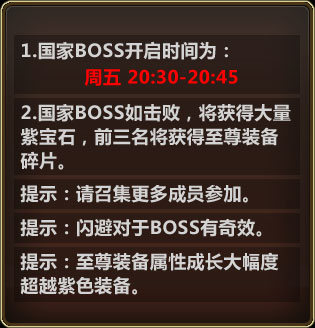 1.国家BOSS开启时间为：
周五 20:30-20:45
2.国家BOSS如击败，将获得大量
紫宝石，前三名将获得至尊装备
碎片。
提示：请召集更多成员参加。
提示：闪避对于BOSS有奇效。
提示：至尊装备属性成长大幅度
超越紫色装备。